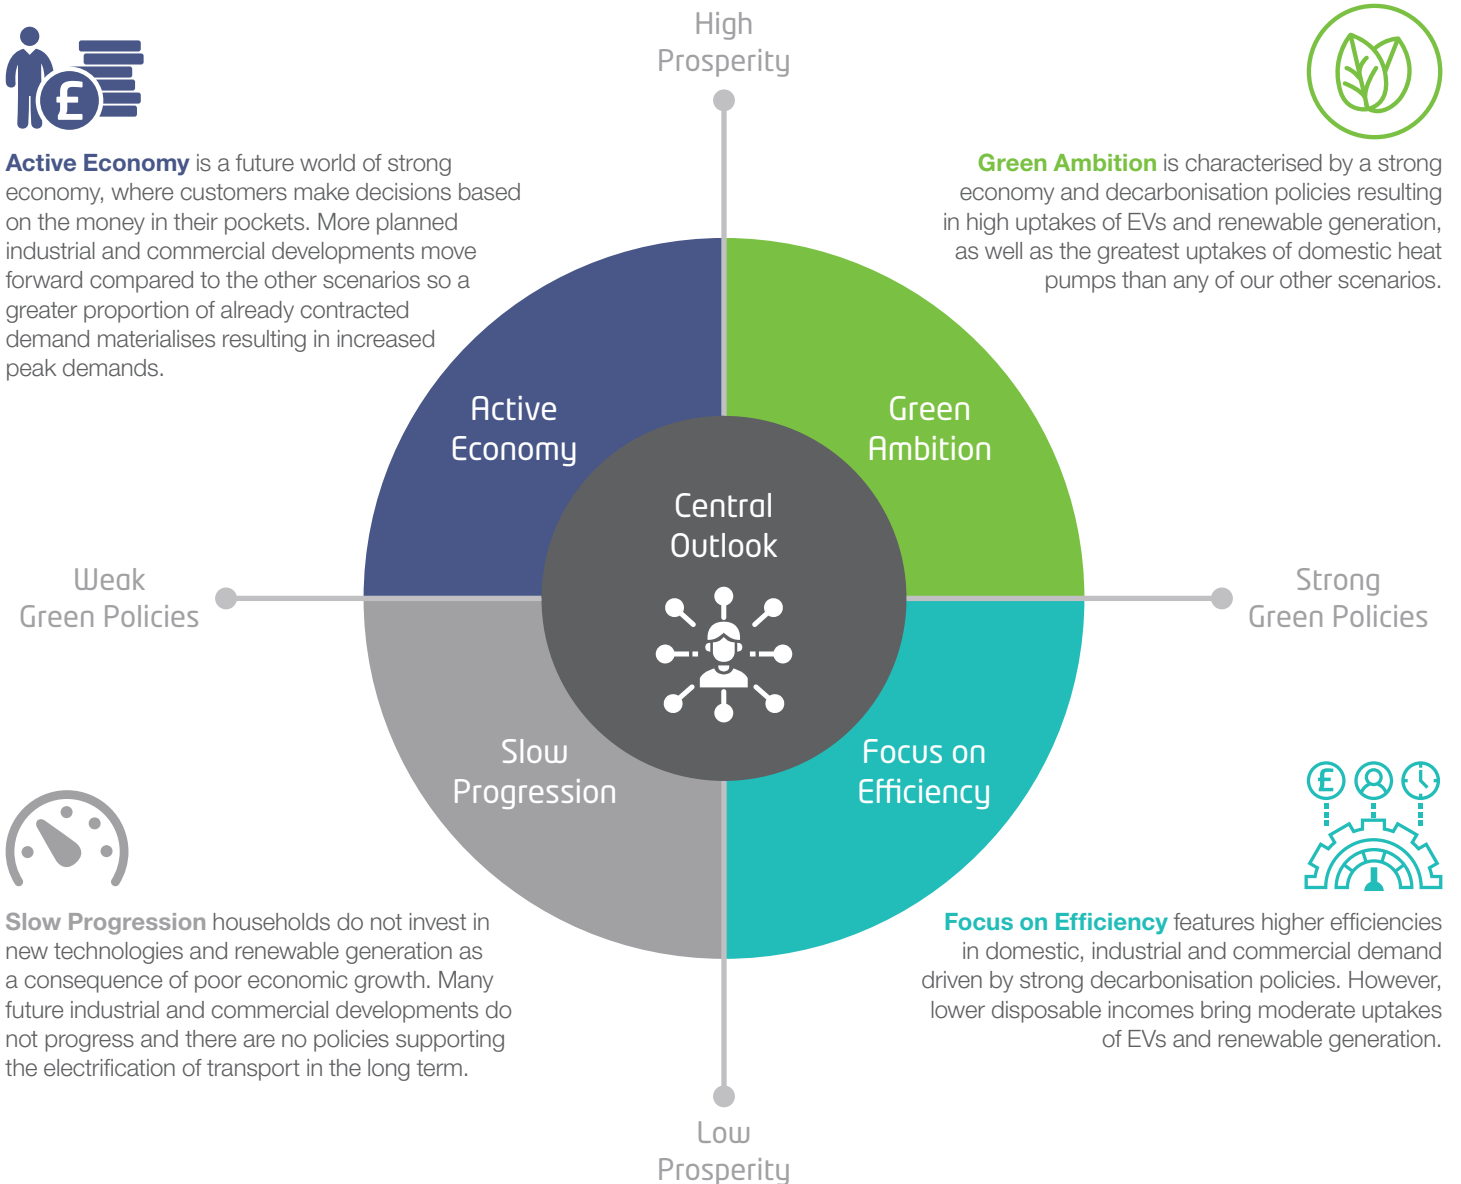 High
Prosperity
£
Active Economy is a future world of strong
economy, where customers make decisions based
on the money in their pockets. More planned
industrial and commercial developments move
forward compared to the other scenarios so a
greater proportion of already contracted
demand materialises resulting in increased
peak demands.
Green Ambition is characterised by a strong
economy and decarbonisation policies resulting
in high uptakes of EVs and renewable generation,
as well as the greatest uptakes of domestic heat
pumps than any of our other scenarios.
Active
Economy
Green
Ambition
Central
Outlook
Weak
Green Policies
Strong
Green Policies
Slow
Progression
Focus on
Efficiency
£
Slow Progression households do not invest in
new technologies and renewable generation as
a consequence of poor economic growth. Many
future industrial and commercial developments do
not progress and there are no policies supporting
the electrification of transport in the long term.
Focus on Efficiency features higher efficiencies
in domestic, industrial and commercial demand
driven by strong decarbonisation policies. However,
lower disposable incomes bring moderate uptakes
of EVs and renewable generation.
Low
Prosperity